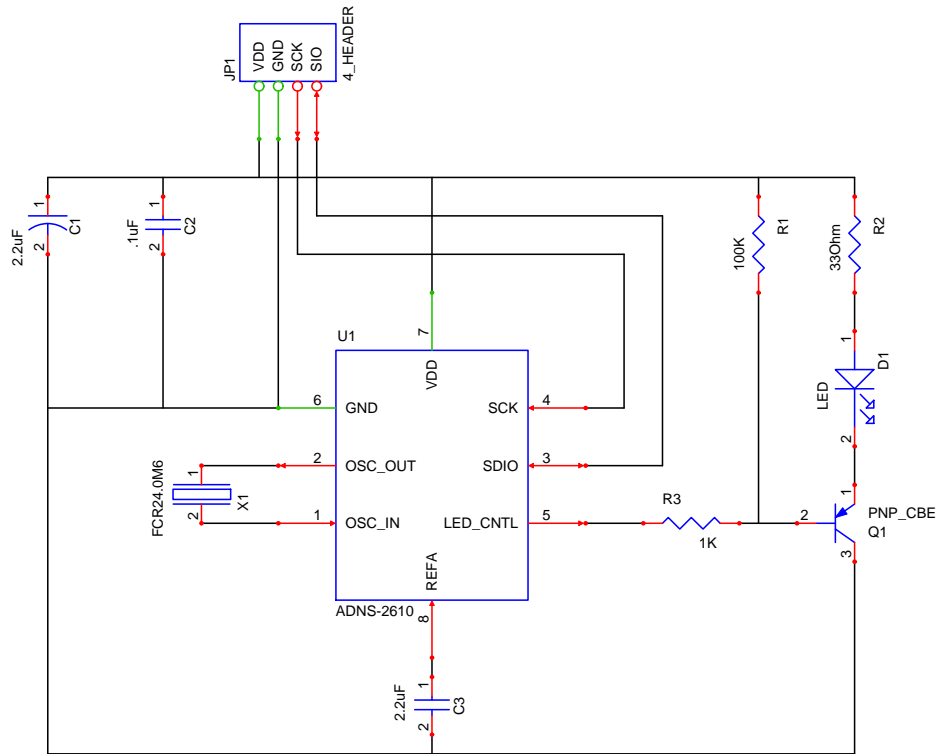 JP1
VDD
GND
SCK
SIO
4_HEADER
1
2
2.2uF
C1
1
2
.1uF
C2
1
2
FCR24.0M6
X1
U1
7
VDD
6
GND
2
OSC_OUT
1
OSC_IN
SCK
4
SDIO
3
LED_CNTL
5
REFA
ADNS-2610
8
1
2
2.2uF
C3
R3
1K
100K
R1
33Ohm
R2
1
D1
LED
2
1
2
3
PNP_CBE
Q1